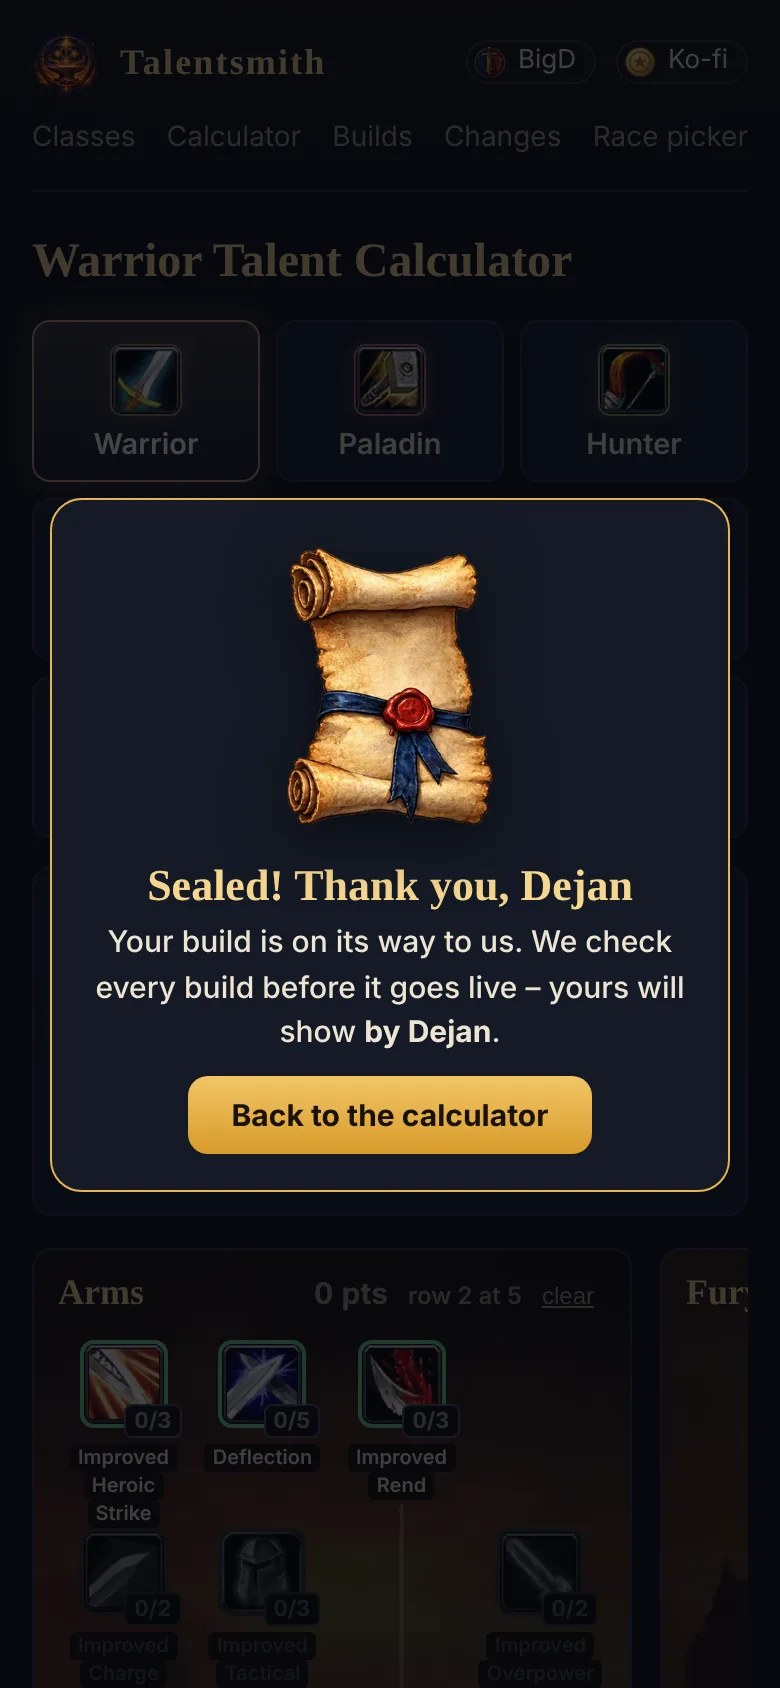 Talentsmith
BigD
Ko-fi
Classes Calculator Builds Changes Race picker
Warrior Talent Calculator
Warrior
Paladin
Hunter
Sealed! Thank you, Dejan
Your build is on its way to us. We check
every build before it goes live – yours will
show by Dejan.
Back to the calculator
Arms
0 pts row 2 at 5 clear
Fury
0/3
0/5
0/3
Improved
Heroic
Strike
Deflection
Improved
Rend
0/2
0/3
0/2
Improved
Charge
Improved
Tactical
Improved
Overpower